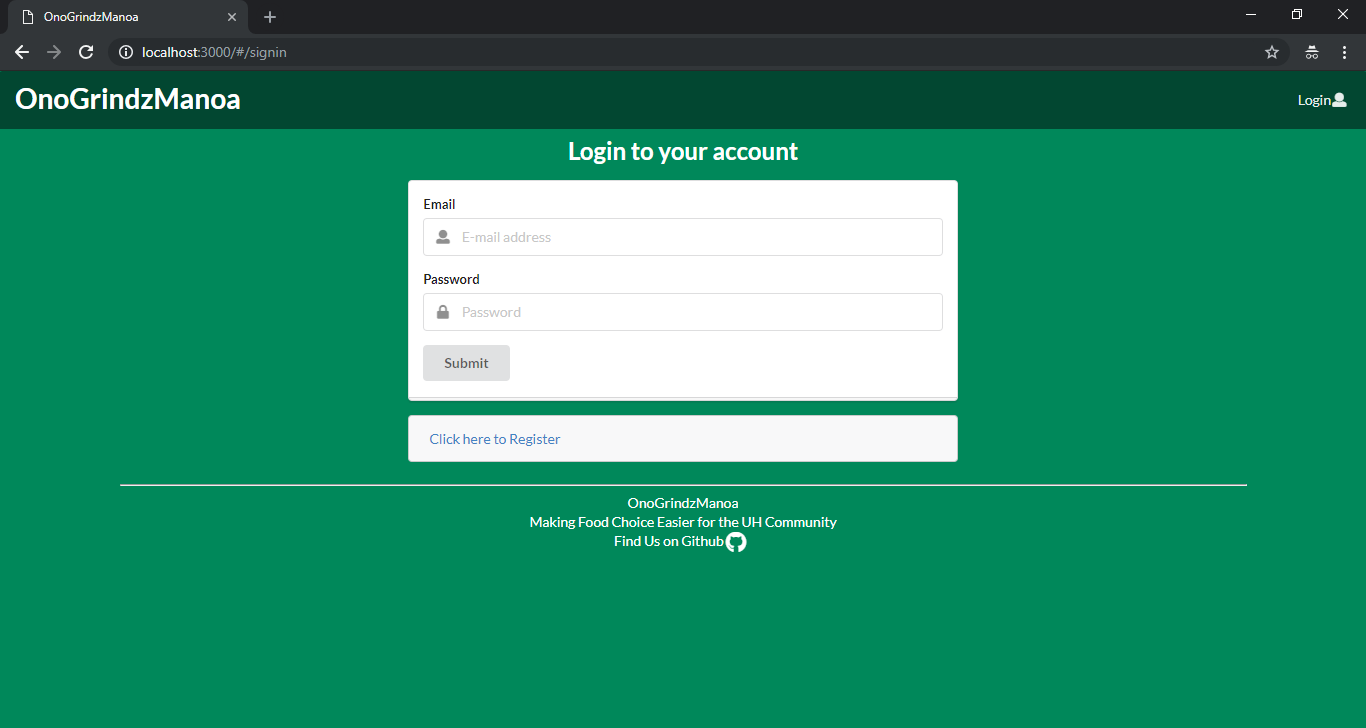 OnoGrindzManoa
localhost:3000/#/signin
OnoGrindzManoa
Login
Login to your account
Email
E-mail address
Password
Password
Submit
Click here to Register
OnoGrindzManoa
Making Food Choice Easier for the UH Community
Find Us on Github